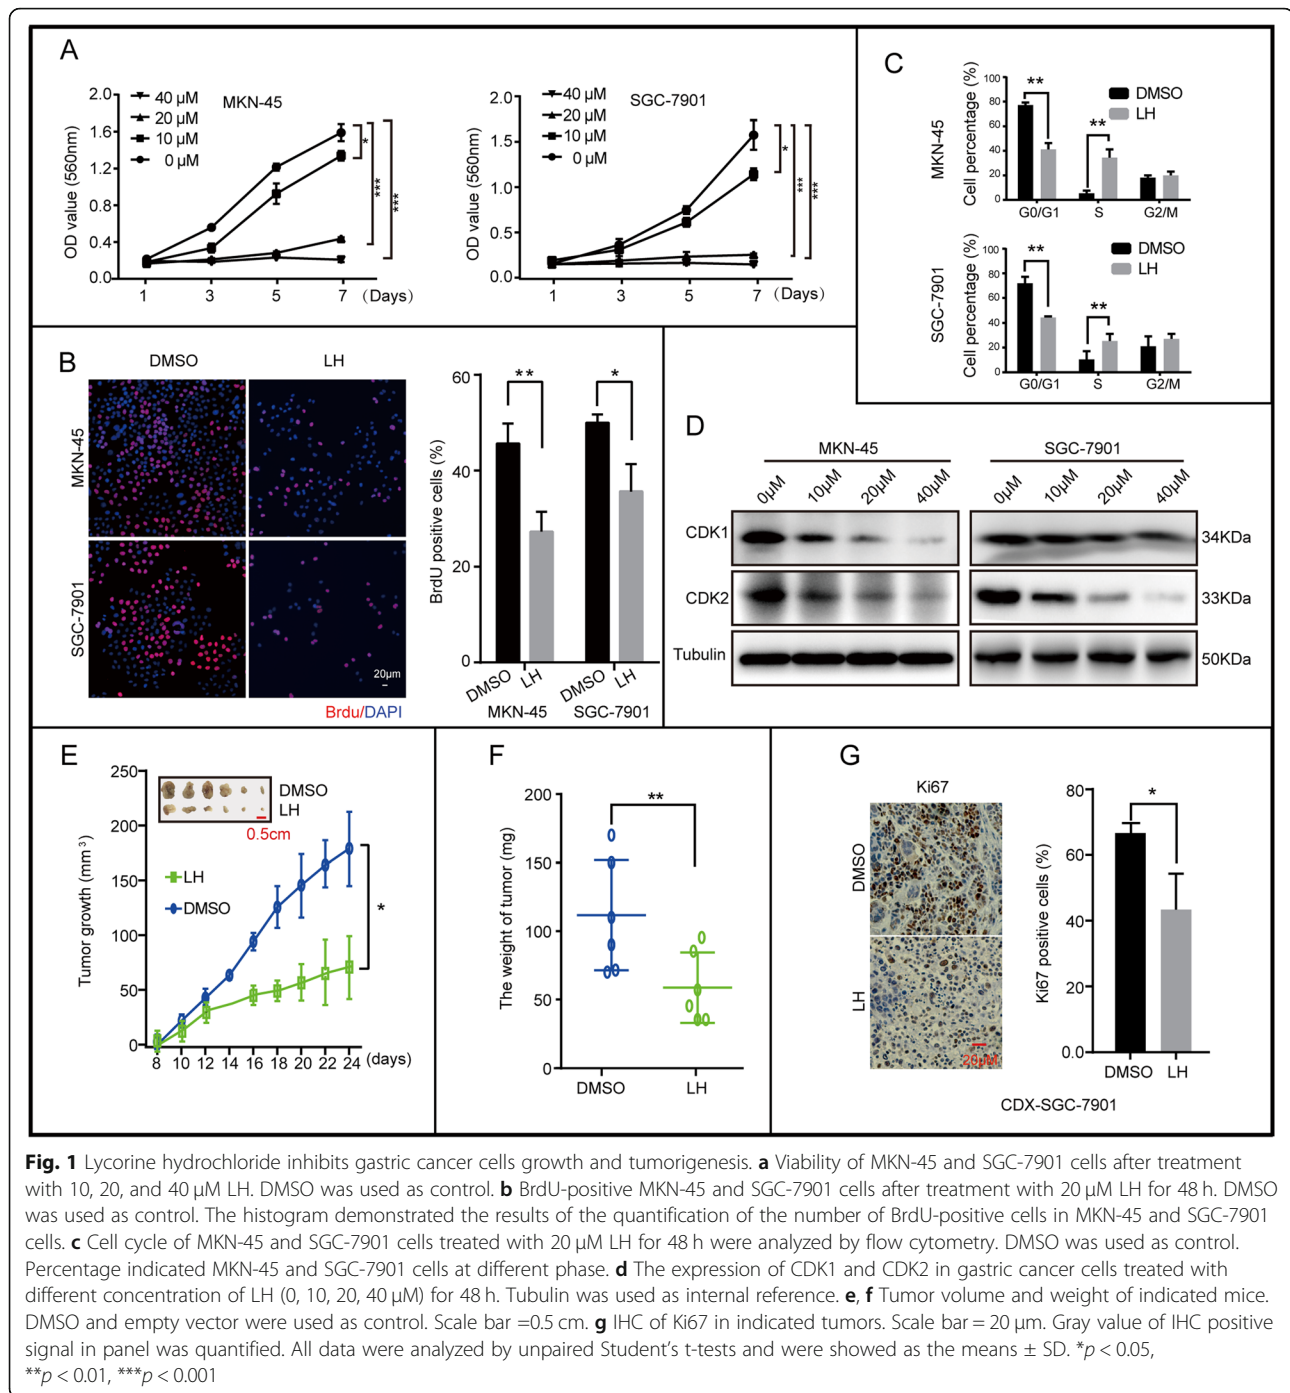 A
MKN-45
40 µM
20 µM
10 µM
0 µM
OD value (560nm)
2.0
1.6
1.2
0.8
0.4
0.0
1 3 5 7 (Days)
*
***
***
SGC-7901
40 µM
20 µM
10 µM
0 µM
OD value (560nm)
2.0
1.6
1.2
0.8
0.4
0.0
1 3 5 7 (Days)
*
***
***
C
MKN-45
Cell percentage (%)
100
80
60
40
20
0
DMSO
LH
**
**
G0/G1 S G2/M
SGC-7901
Cell percentage (%)
100
80
60
40
20
0
DMSO
LH
**
**
G0/G1 S G2/M
B
DMSO LH
MKN-45
SGC-7901
20µm
Brdu/DAPI
BrdU positive cells (%)
60
40
20
0
** *
DMSO LH DMSO LH
MKN-45 SGC-7901
D
MKN-45 SGC-7901
0µM 10µM 20µM 40µM 0µM 10µM 20µM 40µM
CDK1 34KDa
CDK2 33KDa
Tubulin 50KDa
E
Tumor growth (mm³)
250
200
150
100
50
0
DMSO
LH
0.5cm
LH
DMSO
*
8 10 12 14 16 18 20 22 24 (days)
F
The weight of tumor (mg)
200
150
100
50
0
**
DMSO LH
G
Ki67
DMSO
LH
20µM
Ki67 positive cells (%)
80
60
40
20
0.0
*
DMSO LH
CDX-SGC-7901
Fig. 1 Lycorine hydrochloride inhibits gastric cancer cells growth and tumorigenesis. a Viability of MKN-45 and SGC-7901 cells after treatment
with 10, 20, and 40 µM LH. DMSO was used as control. b BrdU-positive MKN-45 and SGC-7901 cells after treatment with 20 µM LH for 48 h. DMSO
was used as control. The histogram demonstrated the results of the quantification of the number of BrdU-positive cells in MKN-45 and SGC-7901
cells. c Cell cycle of MKN-45 and SGC-7901 cells treated with 20 µM LH for 48 h were analyzed by flow cytometry. DMSO was used as control.
Percentage indicated MKN-45 and SGC-7901 cells at different phase. d The expression of CDK1 and CDK2 in gastric cancer cells treated with
different concentration of LH (0, 10, 20, 40 µM) for 48 h. Tubulin was used as internal reference. e, f Tumor volume and weight of indicated mice.
DMSO and empty vector were used as control. Scale bar =0.5 cm. g IHC of Ki67 in indicated tumors. Scale bar = 20 µm. Gray value of IHC positive
signal in panel was quantified. All data were analyzed by unpaired Student's t-tests and were showed as the means ± SD. *p < 0.05,
**p < 0.01, ***p < 0.001